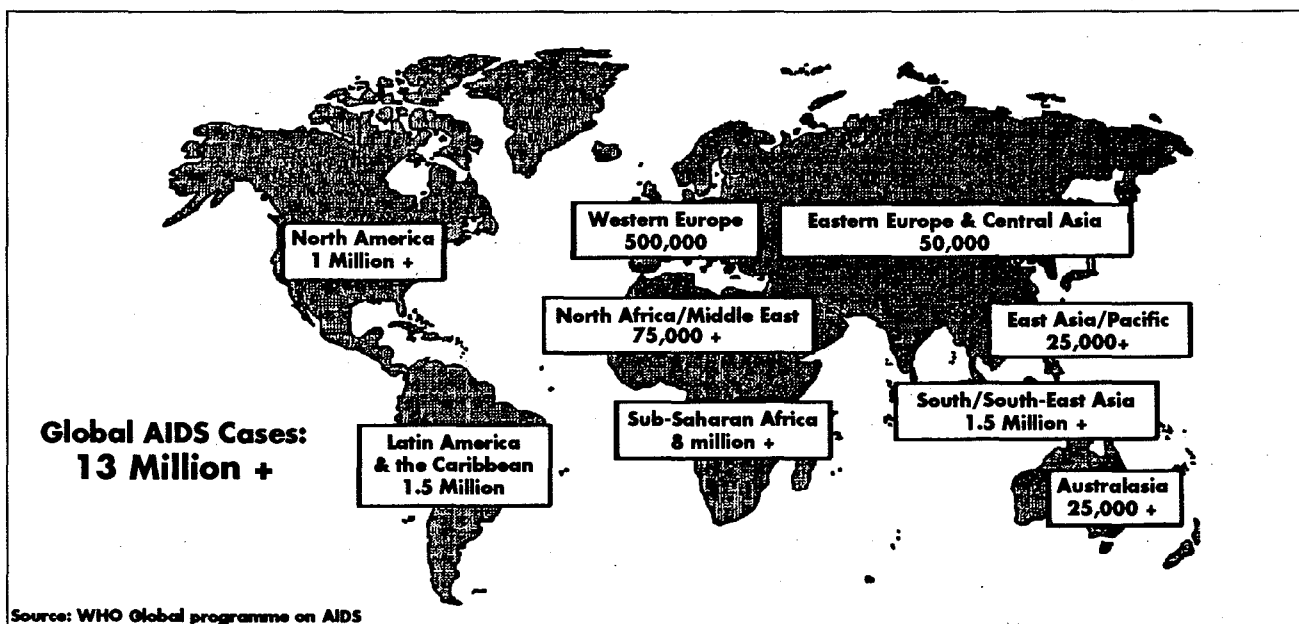 North America
1 Million +
Western Europe
500,000
Eastern Europe & Central Asia
50,000
North Africa/Middle East
75,000 +
East Asia/Pacific
25,000+
South/South-East Asia
1.5 Million +
Sub-Saharan Africa
8 million +
Latin America
& the Caribbean
1.5 Million
Australasia
25,000 +
Global AIDS Cases:
13 Million +
Source: WHO Global programme on AIDS